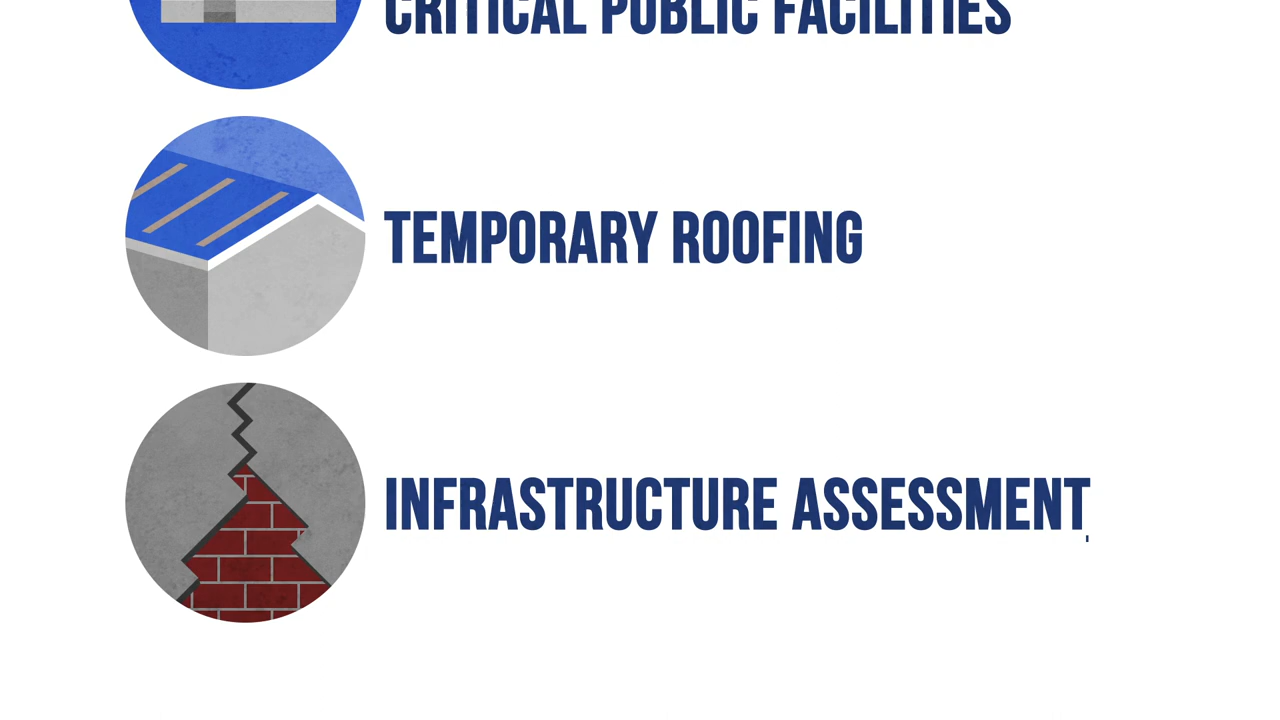 CRITICAL PUBLIC FACILITIES
TEMPORARY ROOFING
INFRASTRUCTURE ASSESSMENT